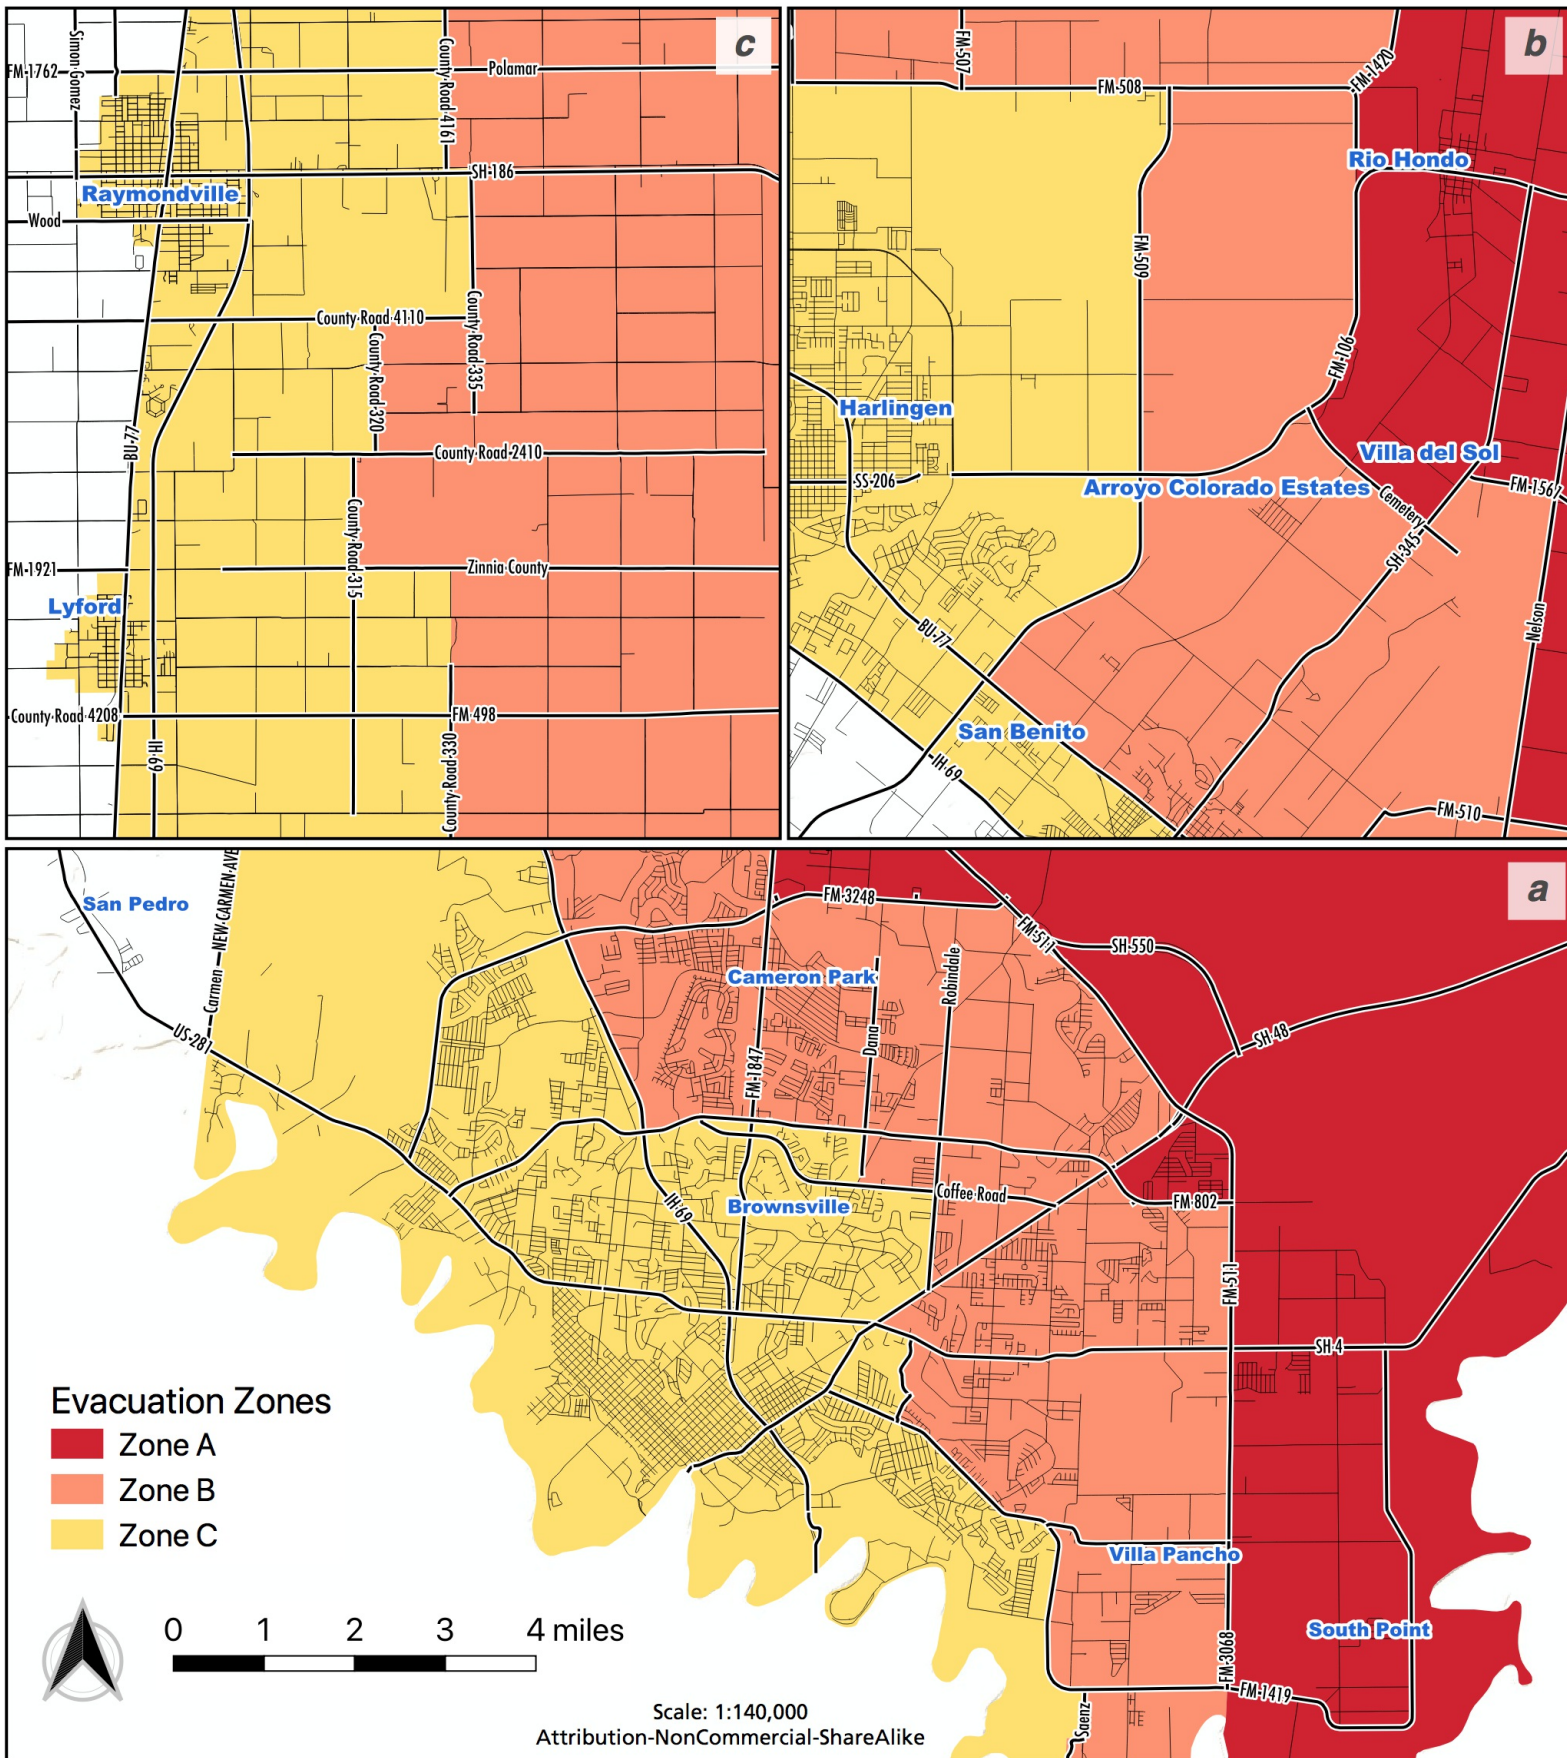 c
Simon Gomez
County Road 4161
FM-1762
Polamar
SH-186
Raymondville
Wood
County Road 4110
County Road 335
County Road 320
BU-77
County Road 2410
County Road 315
FM-1921
Zinnia County
Lyford
County Road 4208
FM 498
IH-69
County Road 330
b
FM-507
FM-1420
FM-508
Rio Hondo
FM-509
FM-106
Harlingen
Villa del Sol
SS-206
Arroyo Colorado Estates
FM-1561
Cemetery
SH-345
BU-77
Nelson
San Benito
IH-69
FM-510
a
NEW-CARMEN-AVE
San Pedro
FM-3248
FM-511
SH-550
Cameron Park
Robindale
Carmen
US-281
Dana
SH-48
FM-1847
Coffee Road
FM 802
Brownsville
IH-69
FM-511
SH-4
Evacuation Zones
Zone A
Zone B
Zone C
Villa Pancho
South Point
0 1 2 3 4 miles
FM-3068
FM-1419
Saenz
Scale: 1:140,000
Attribution-NonCommercial-ShareAlike